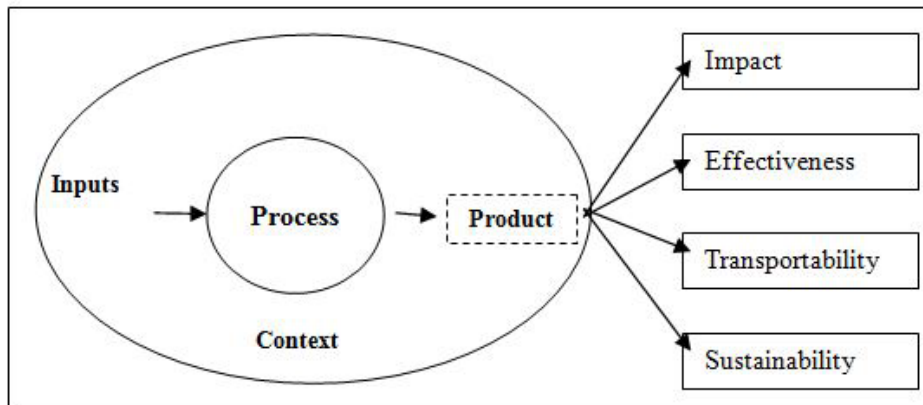 Inputs
Process
Product
Context
Impact
Effectiveness
Transportability
Sustainability